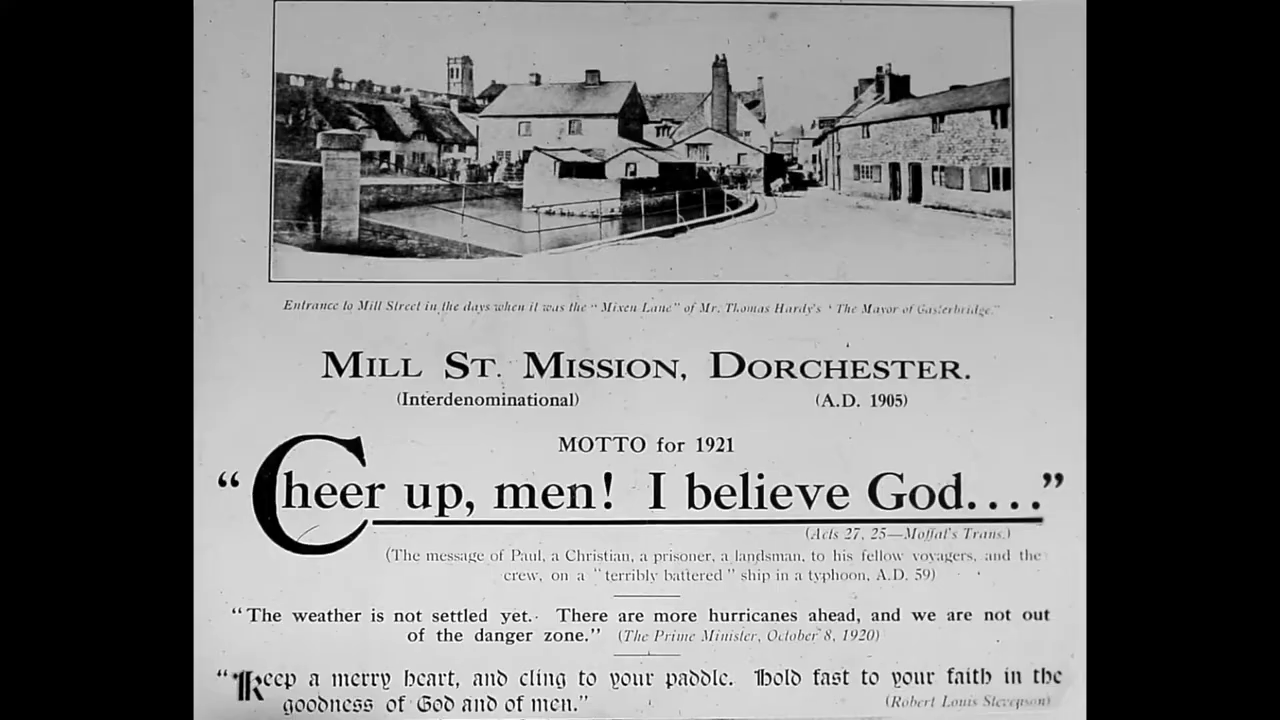 Entrance to Mill Street in the days when it was the "Mixen Lane" of Mr. Thomas Hardy's 'The Mayor of Casterbridge."
MILL ST. MISSION, DORCHESTER.
(Interdenominational) (A.D. 1905)
MOTTO for 1921
"Cheer up, men! I believe God...."
(Acts 27, 25—Moffat's Trans.)
(The message of Paul, a Christian, a prisoner, a landsman, to his fellow voyagers, and the
crew, on a "terribly battered" ship in a typhoon, A.D. 59)
"The weather is not settled yet. There are more hurricanes ahead, and we are not out
of the danger zone." (The Prime Minister, October 8, 1920)
"Keep a merry heart, and cling to your paddle. Hold fast to your faith in the
goodness of God and of men." (Robert Louis Stevenson)